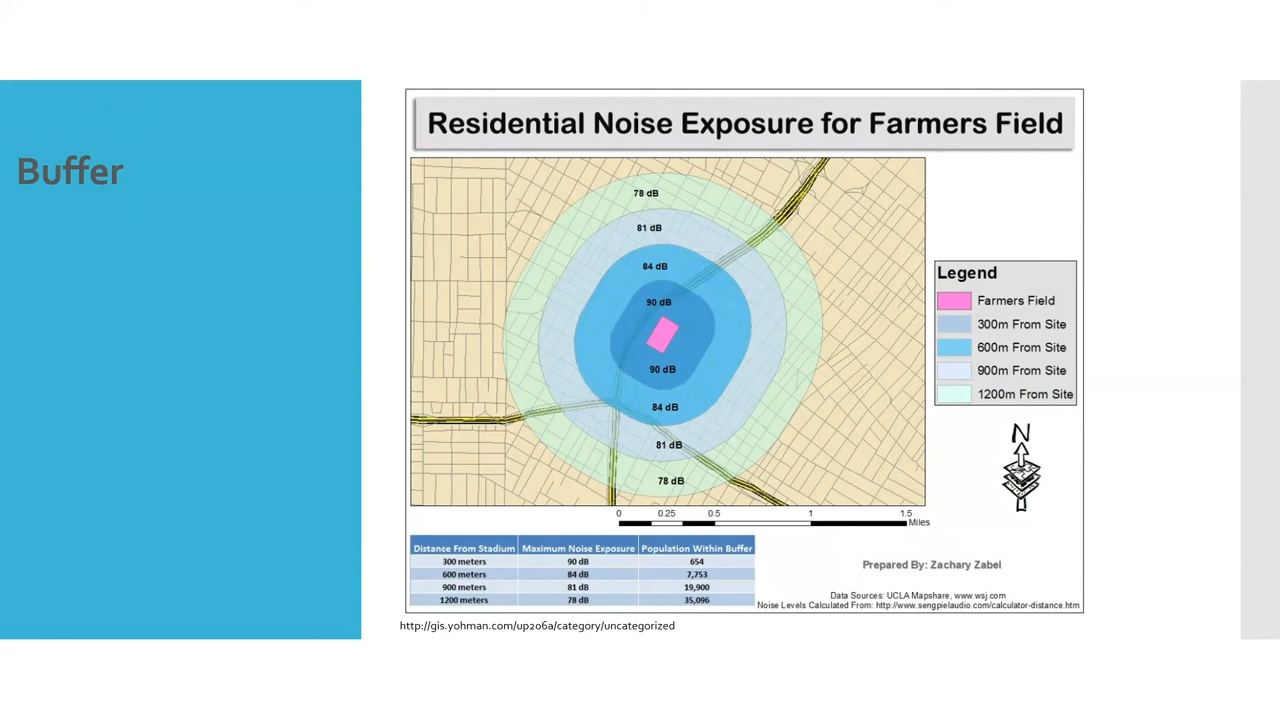 Buffer
Residential Noise Exposure for Farmers Field
78 dB
81 dB
84 dB
90 dB
90 dB
84 dB
81 dB
78 dB
Legend
Farmers Field
300m From Site
600m From Site
900m From Site
1200m From Site
N
0 0.25 0.5 1 1.5
Miles
Distance From Stadium Maximum Noise Exposure Population Within Buffer
300 meters 90 dB 654
600 meters 84 dB 7,753
900 meters 81 dB 19,900
1200 meters 78 dB 35,096
Prepared By: Zachary Zabel
Data Sources: UCLA Mapshare, www.wsj.com
Noise Levels Calculated From: http://www.sengpielaudio.com/calculator-distance.htm
http://gis.yohman.com/up206a/category/uncategorized